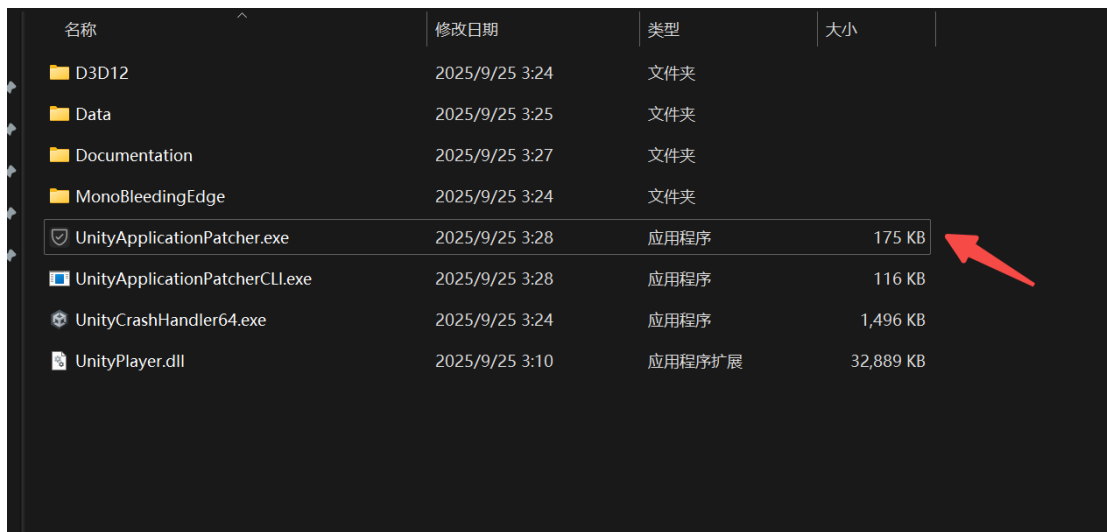 名称 修改日期 类型 大小
D3D12 2025/9/25 3:24 文件夹
Data 2025/9/25 3:25 文件夹
Documentation 2025/9/25 3:27 文件夹
MonoBleedingEdge 2025/9/25 3:24 文件夹
UnityApplicationPatcher.exe 2025/9/25 3:28 应用程序 175 KB
UnityApplicationPatcherCLI.exe 2025/9/25 3:28 应用程序 116 KB
UnityCrashHandler64.exe 2025/9/25 3:24 应用程序 1,496 KB
UnityPlayer.dll 2025/9/25 3:10 应用程序扩展 32,889 KB